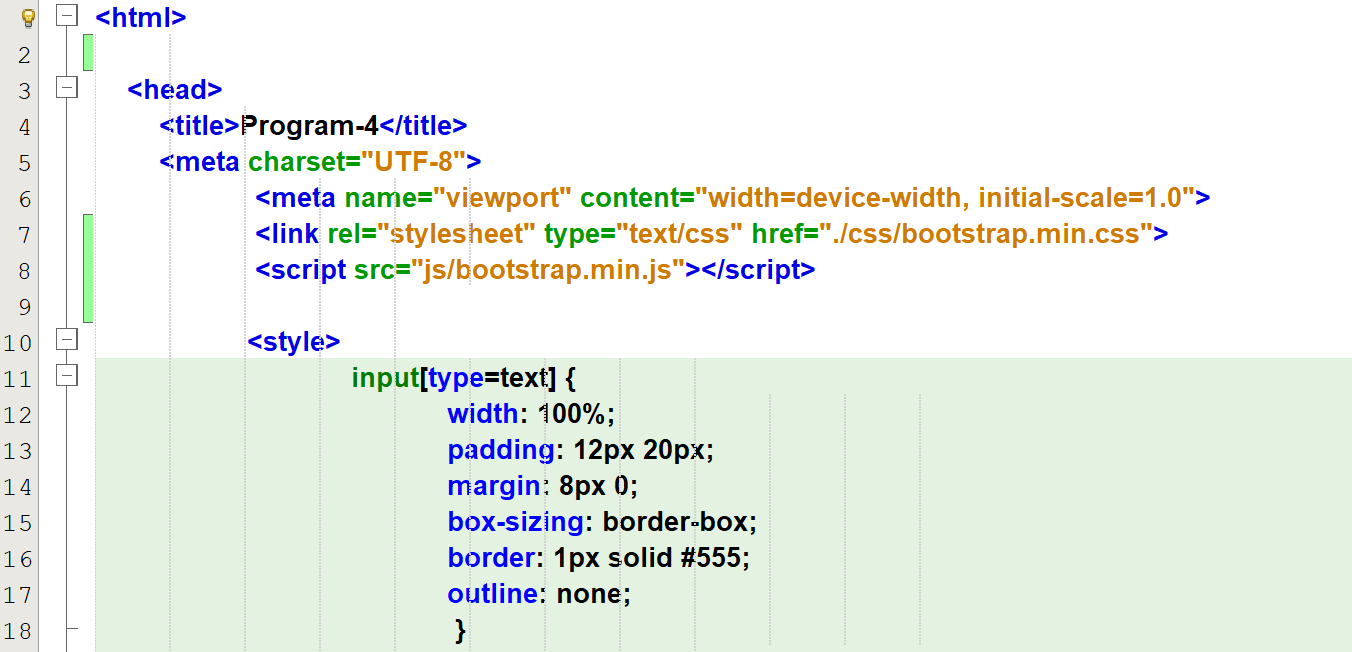 <html>
2
3 <head>
4 <title>Program-4</title>
5 <meta charset="UTF-8">
6 <meta name="viewport" content="width=device-width, initial-scale=1.0">
7 <link rel="stylesheet" type="text/css" href="./css/bootstrap.min.css">
8 <script src="js/bootstrap.min.js"></script>
9
10 <style>
11 input[type=text] {
12 width: 100%;
13 padding: 12px 20px;
14 margin: 8px 0;
15 box-sizing: border-box;
16 border: 1px solid #555;
17 outline: none;
18 }